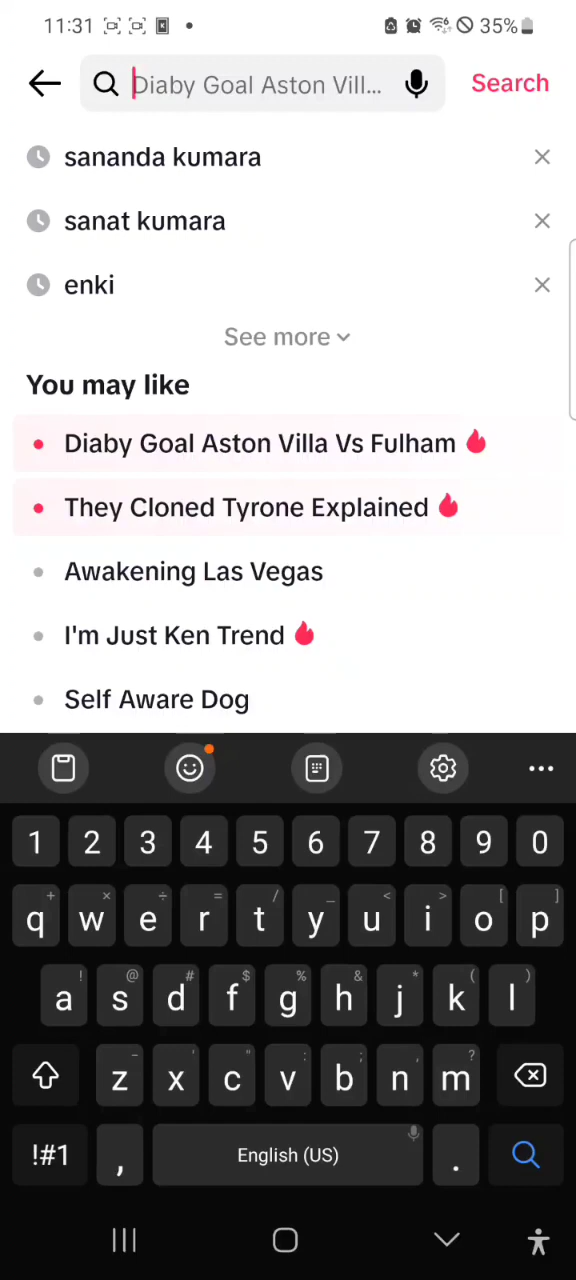 11:31 35%
Diaby Goal Aston Vill... Search
sananda kumara
sanat kumara
enki
See more
You may like
Diaby Goal Aston Villa Vs Fulham
They Cloned Tyrone Explained
Awakening Las Vegas
I'm Just Ken Trend
Self Aware Dog
1 2 3 4 5 6 7 8 9 0
+ × ÷ = / _ < > [ ]
q w e r t y u i o p
! @ # $ % & * ( )
a s d f g h j k l
- ' " : ; , ?
z x c v b n m
!#1 , English (US) .